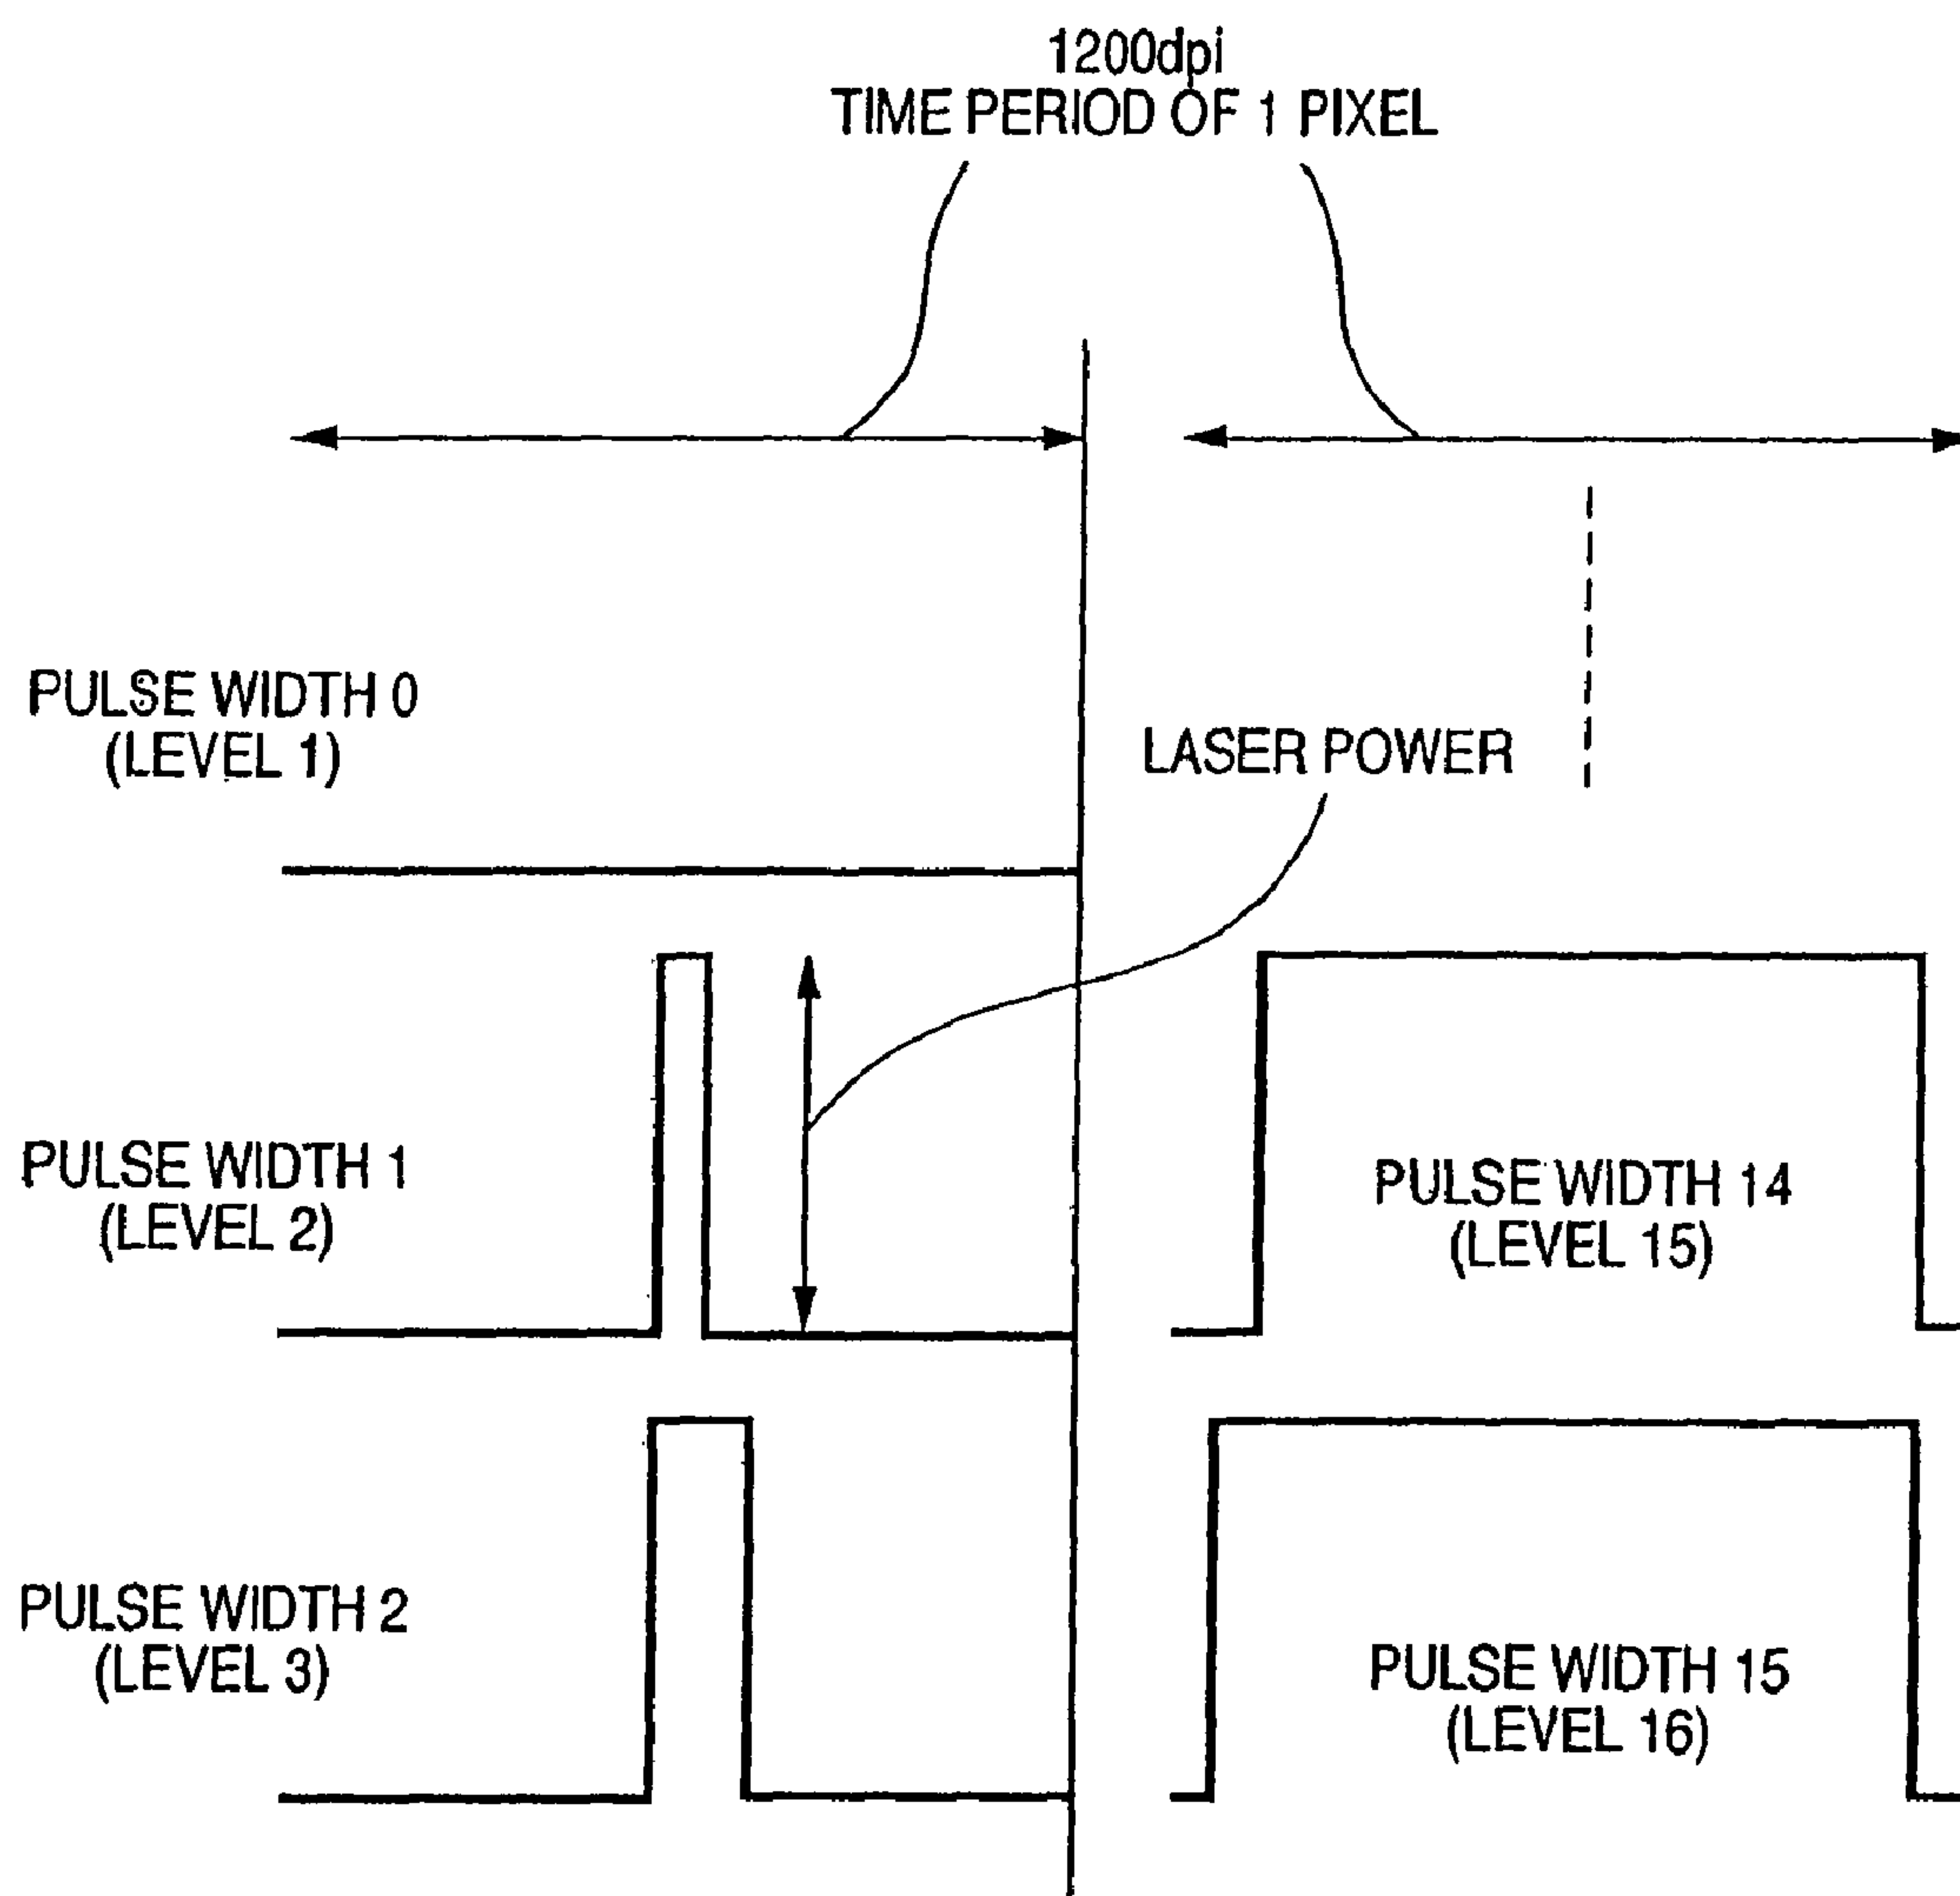 1200dpi
TIME PERIOD OF 1 PIXEL
PULSE WIDTH 0
(LEVEL 1)
LASER POWER
PULSE WIDTH 1
(LEVEL 2)
PULSE WIDTH 14
(LEVEL 15)
PULSE WIDTH 2
(LEVEL 3)
PULSE WIDTH 15
(LEVEL 16)